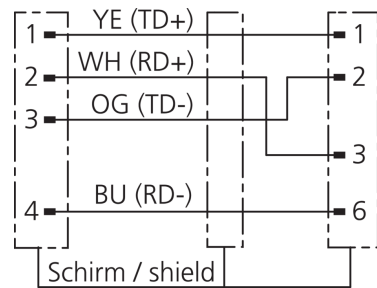 YE (TD+)
1 1
WH (RD+)
2 2
OG (TD-)
3
3
BU (RD-)
4 6
Schirm / shield